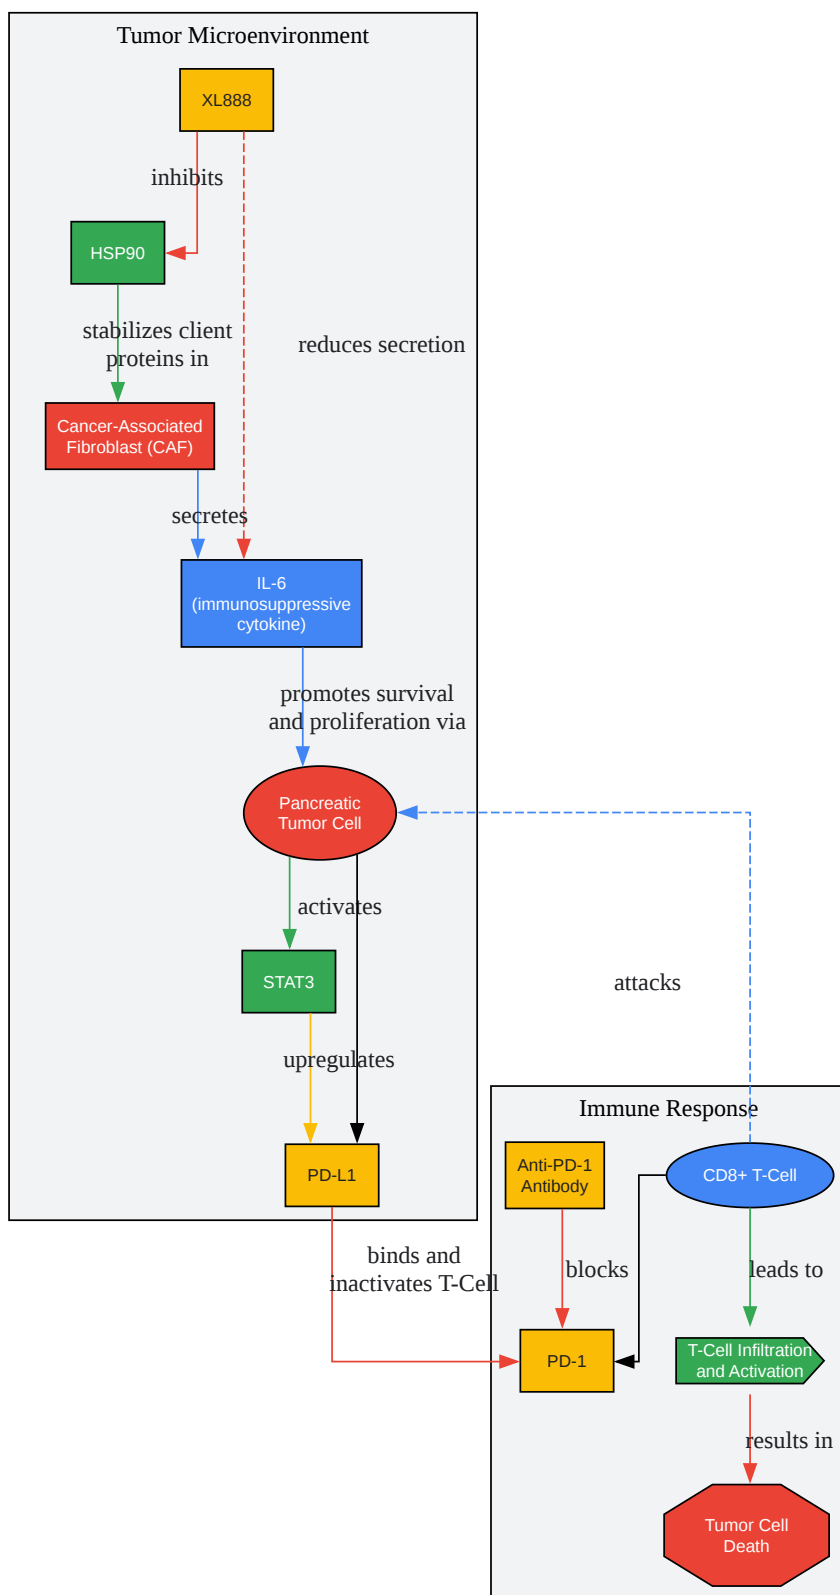 Tumor Microenvironment
XL888
inhibits
HSP90
stabilizes client
proteins in
reduces secretion
Cancer-Associated
Fibroblast (CAF)
secretes
IL-6
(immunosuppressive
cytokine)
promotes survival
and proliferation via
Pancreatic
Tumor Cell
activates
STAT3
attacks
upregulates
PD-L1
Immune Response
Anti-PD-1
Antibody
CD8+ T-Cell
binds and
inactivates T-Cell
blocks
leads to
PD-1
T-Cell Infiltration
and Activation
results in
Tumor Cell
Death